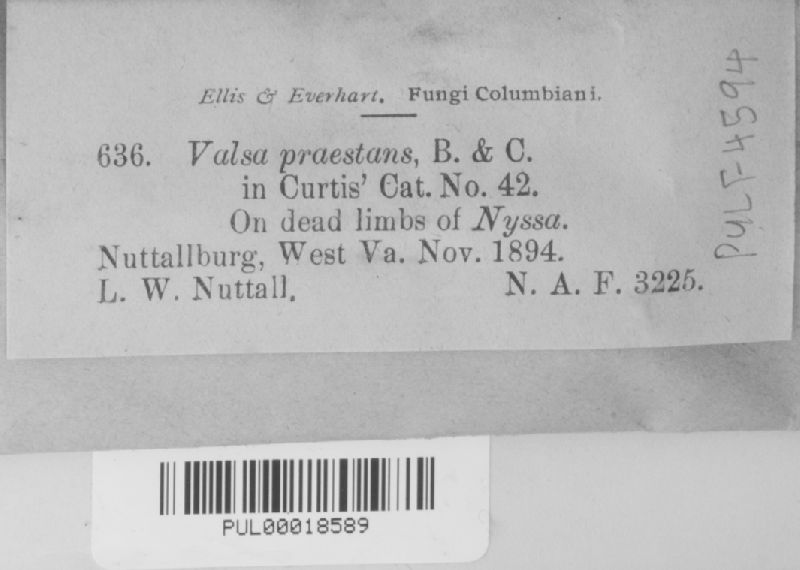 Ellis & Everhart. Fungi Columbiani.
636. Valsa praestans, B. & C.
in Curtis' Cat. No. 42.
On dead limbs of Nyssa.
Nuttallburg, West Va. Nov. 1894.
L. W. Nuttall. N. A. F. 3225.
PUL F4594
PUL00018589